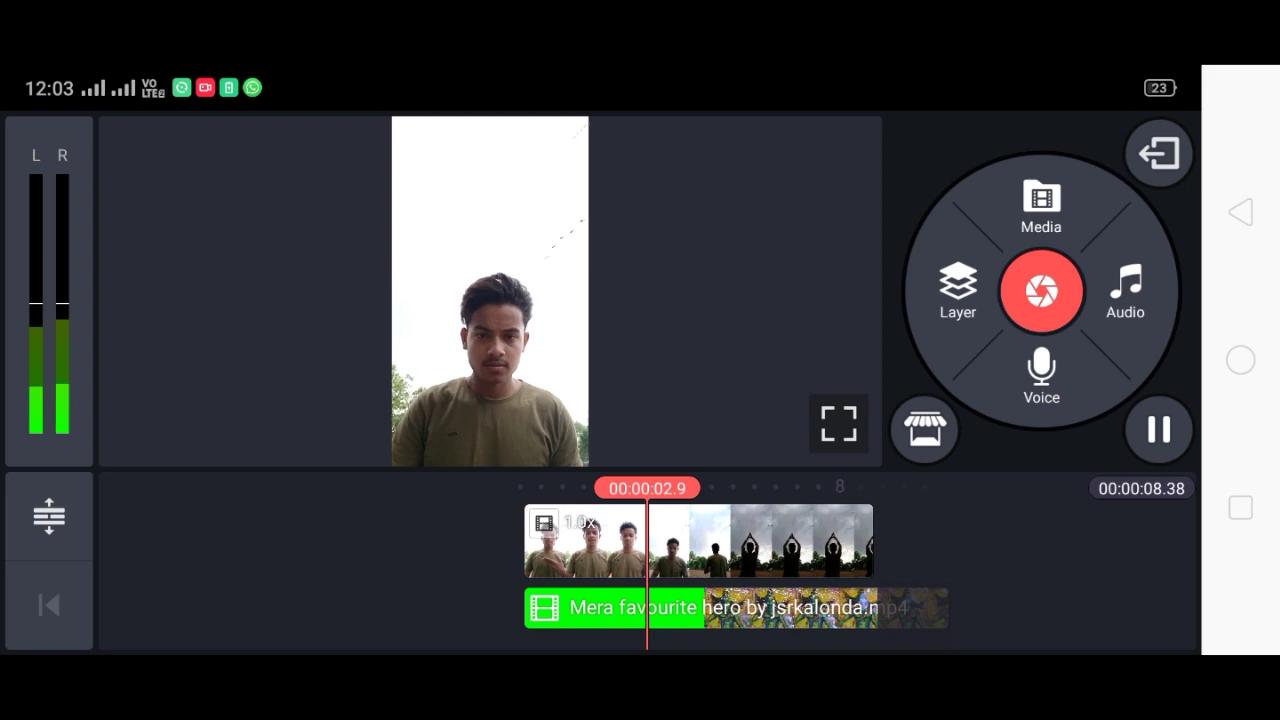 12:03 VO LTE2 23
L R
Media
Layer
Audio
Voice
00:00:02.9 8 00:00:08.38
1.0x
Mera favourite hero by jsrkalonda.mp4